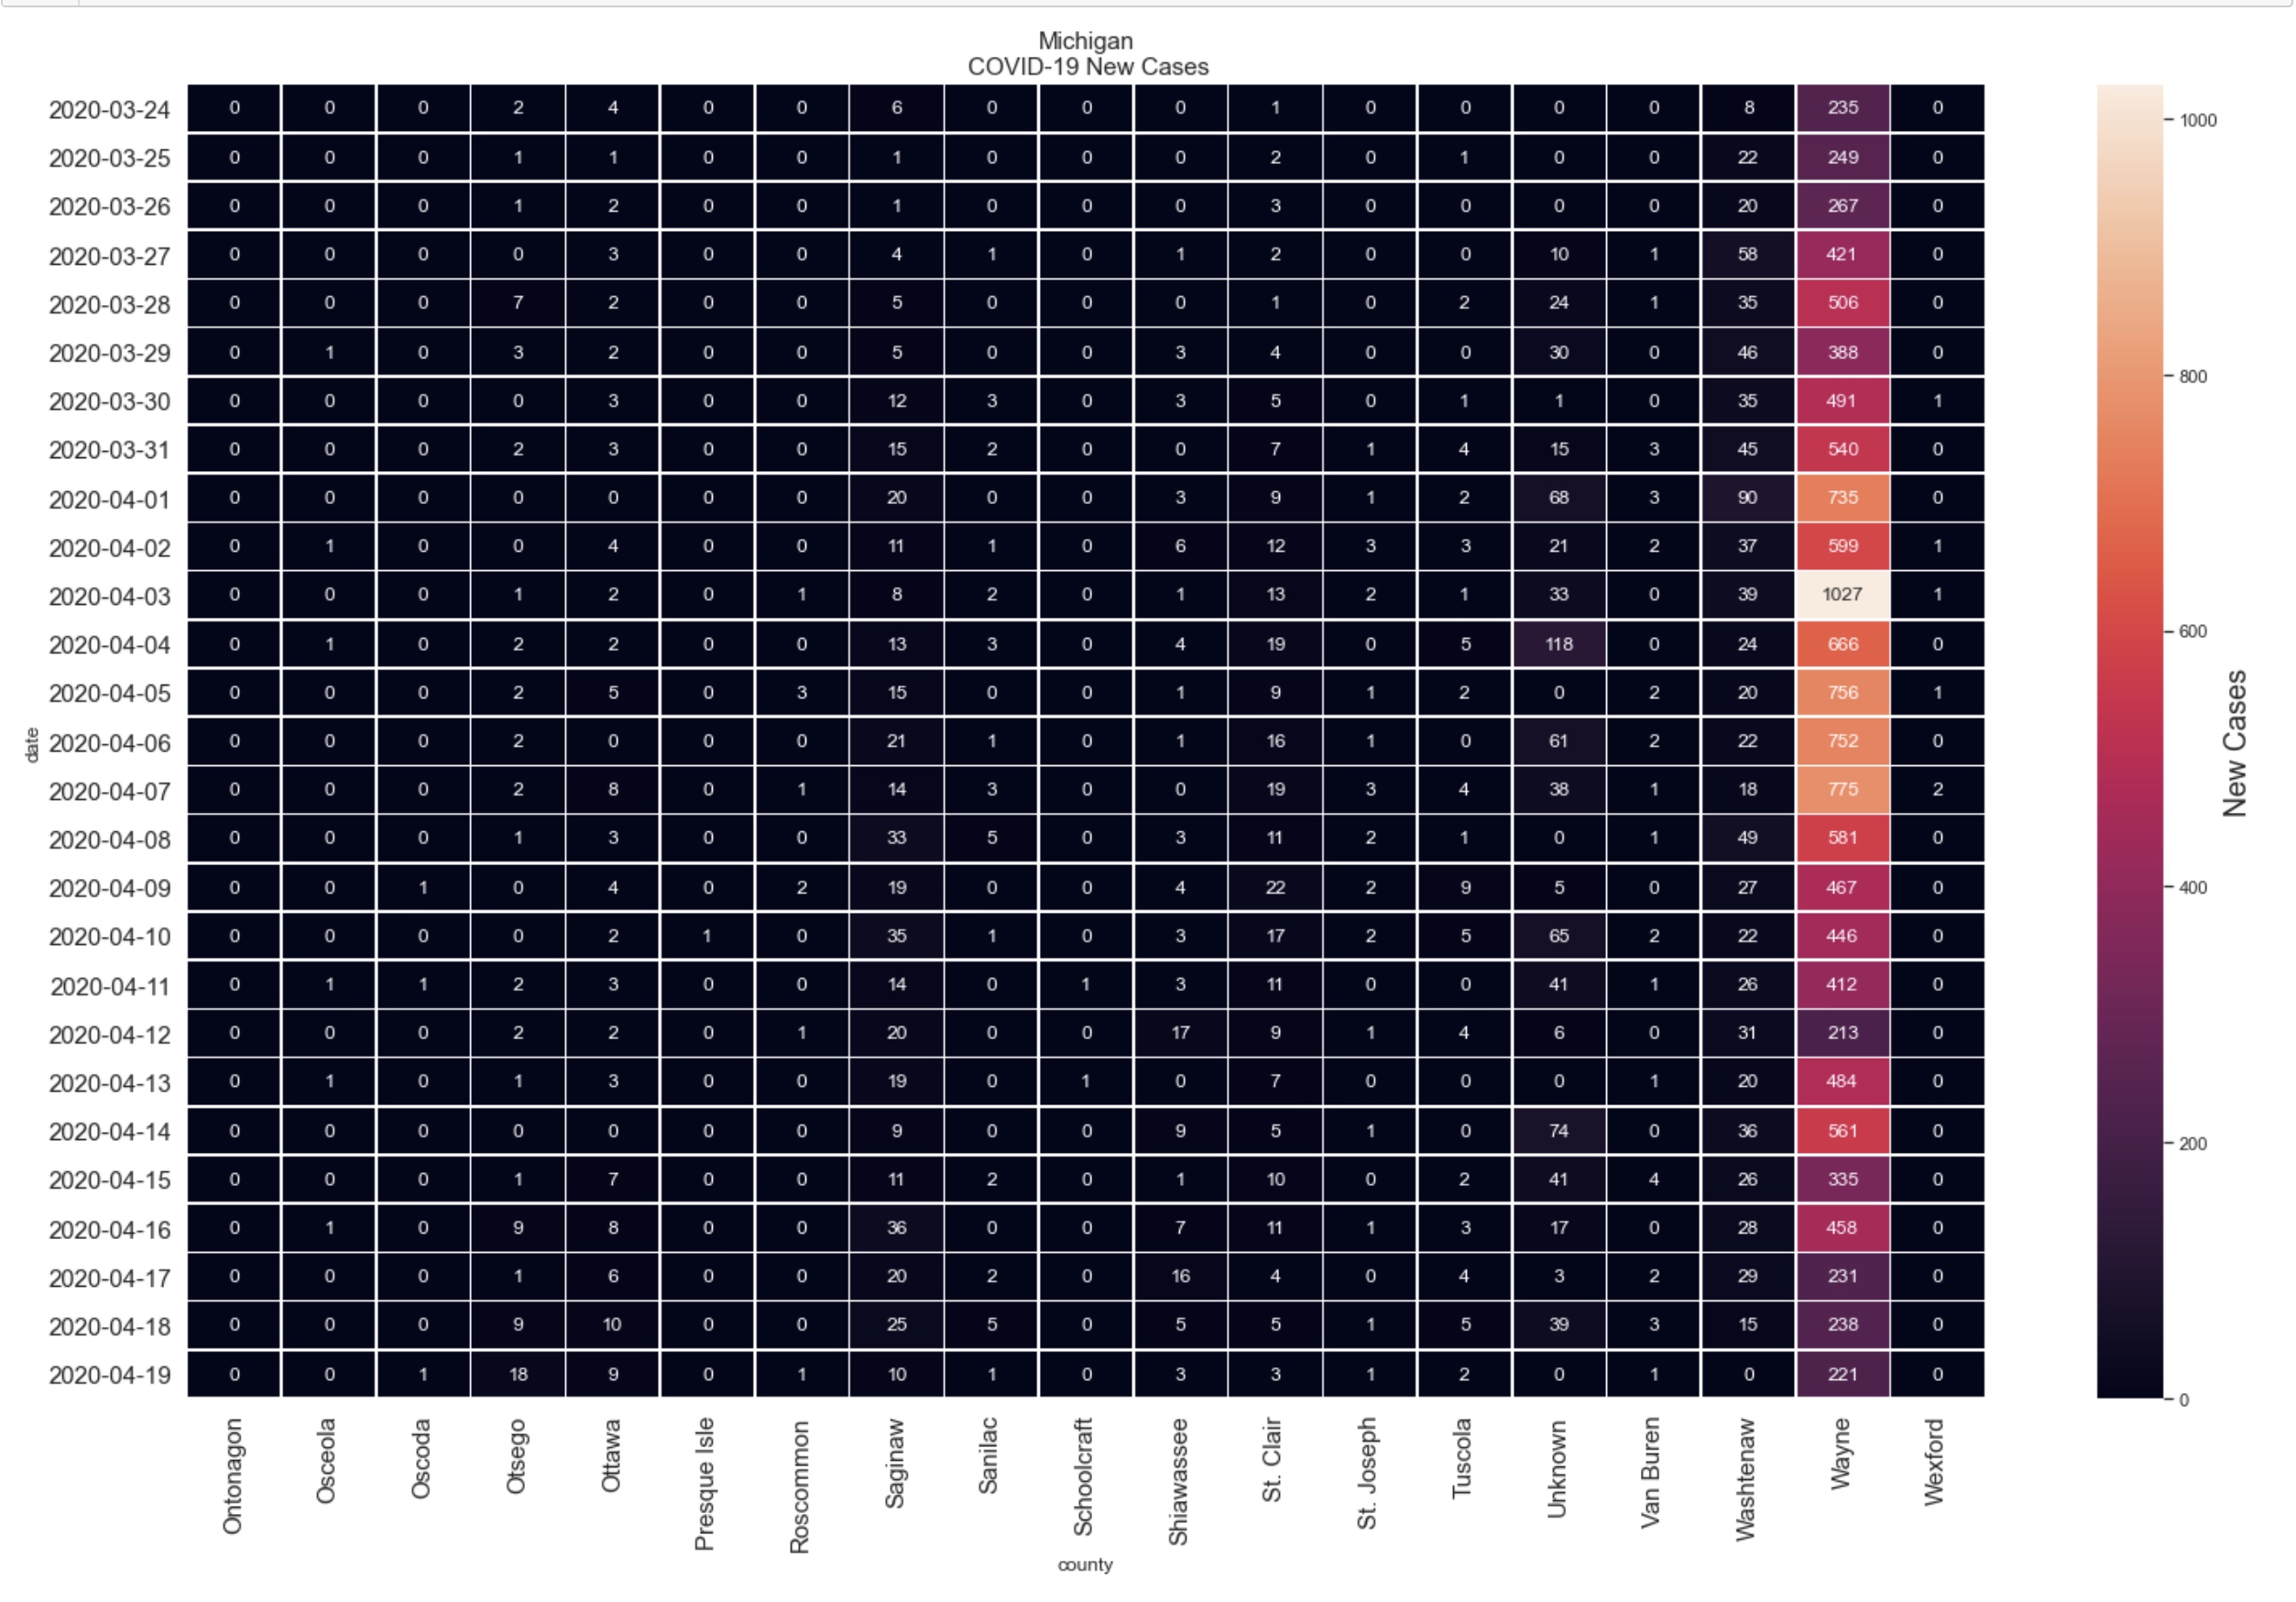 Michigan
COVID-19 New Cases
2020-03-24 0 0 0 2 4 0 0 6 0 0 0 1 0 0 0 0 8 235 0
2020-03-25 0 0 0 1 1 0 0 1 0 0 0 2 0 1 0 0 22 249 0
2020-03-26 0 0 0 1 2 0 0 1 0 0 0 3 0 0 0 0 20 267 0
2020-03-27 0 0 0 0 3 0 0 4 1 0 1 2 0 0 10 1 58 421 0
2020-03-28 0 0 0 7 2 0 0 5 0 0 0 1 0 2 24 1 35 506 0
2020-03-29 0 1 0 3 2 0 0 5 0 0 3 4 0 0 30 0 46 388 0
2020-03-30 0 0 0 0 3 0 0 12 3 0 3 5 0 1 1 0 35 491 1
2020-03-31 0 0 0 2 3 0 0 15 2 0 0 7 1 4 15 3 45 540 0
2020-04-01 0 0 0 0 0 0 0 20 0 0 3 9 1 2 68 3 90 735 0
2020-04-02 0 1 0 0 4 0 0 11 1 0 6 12 3 3 21 2 37 599 1
2020-04-03 0 0 0 1 2 0 1 8 2 0 1 13 2 1 33 0 39 1027 1
2020-04-04 0 1 0 2 2 0 0 13 3 0 4 19 0 5 118 0 24 666 0
2020-04-05 0 0 0 2 5 0 3 15 0 0 1 9 1 2 0 2 20 756 1
2020-04-06 0 0 0 2 0 0 0 21 1 0 1 16 1 0 61 2 22 752 0
2020-04-07 0 0 0 2 8 0 1 14 3 0 0 19 3 4 38 1 18 775 2
2020-04-08 0 0 0 1 3 0 0 33 5 0 3 11 2 1 0 1 49 581 0
2020-04-09 0 0 1 0 4 0 2 19 0 0 4 22 2 9 5 0 27 467 0
2020-04-10 0 0 0 0 2 1 0 35 1 0 3 17 2 5 65 2 22 446 0
2020-04-11 0 1 1 2 3 0 0 14 0 1 3 11 0 0 41 1 26 412 0
2020-04-12 0 0 0 2 2 0 1 20 0 0 17 9 1 4 6 0 31 213 0
2020-04-13 0 1 0 1 3 0 0 19 0 1 0 7 0 0 0 1 20 484 0
2020-04-14 0 0 0 0 0 0 0 9 0 0 9 5 1 0 74 0 36 561 0
2020-04-15 0 0 0 1 7 0 0 11 2 0 1 10 0 2 41 4 26 335 0
2020-04-16 0 1 0 9 8 0 0 36 0 0 7 11 1 3 17 0 28 458 0
2020-04-17 0 0 0 1 6 0 0 20 2 0 16 4 0 4 3 2 29 231 0
2020-04-18 0 0 0 9 10 0 0 25 5 0 5 5 1 5 39 3 15 238 0
2020-04-19 0 0 1 18 9 0 1 10 1 0 3 3 1 2 0 1 0 221 0
date
Ontonagon Osceola Oscoda Otsego Ottawa Presque Isle Roscommon Saginaw Sanilac Schoolcraft Shiawassee St. Clair St. Joseph Tuscola Unknown Van Buren Washtenaw Wayne Wexford
county
1000
800
600
400
200
0
New Cases